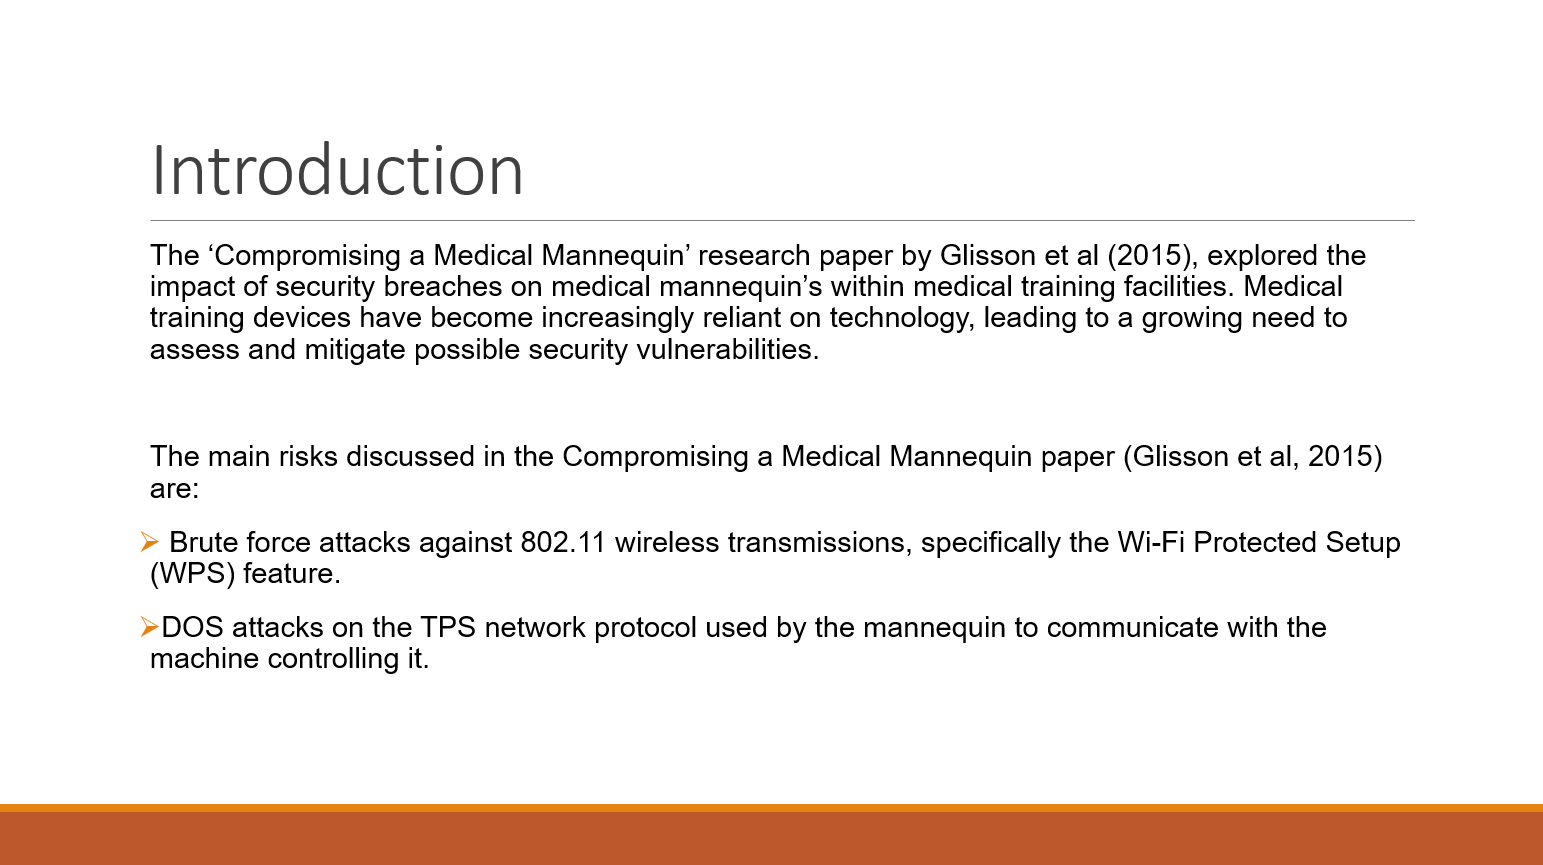 Introduction
The ‘Compromising a Medical Mannequin’ research paper by Glisson et al (2015), explored the
impact of security breaches on medical mannequin’s within medical training facilities. Medical
training devices have become increasingly reliant on technology, leading to a growing need to
assess and mitigate possible security vulnerabilities.
The main risks discussed in the Compromising a Medical Mannequin paper (Glisson et al, 2015)
are:
➢ Brute force attacks against 802.11 wireless transmissions, specifically the Wi-Fi Protected Setup
(WPS) feature.
➢DOS attacks on the TPS network protocol used by the mannequin to communicate with the
machine controlling it.